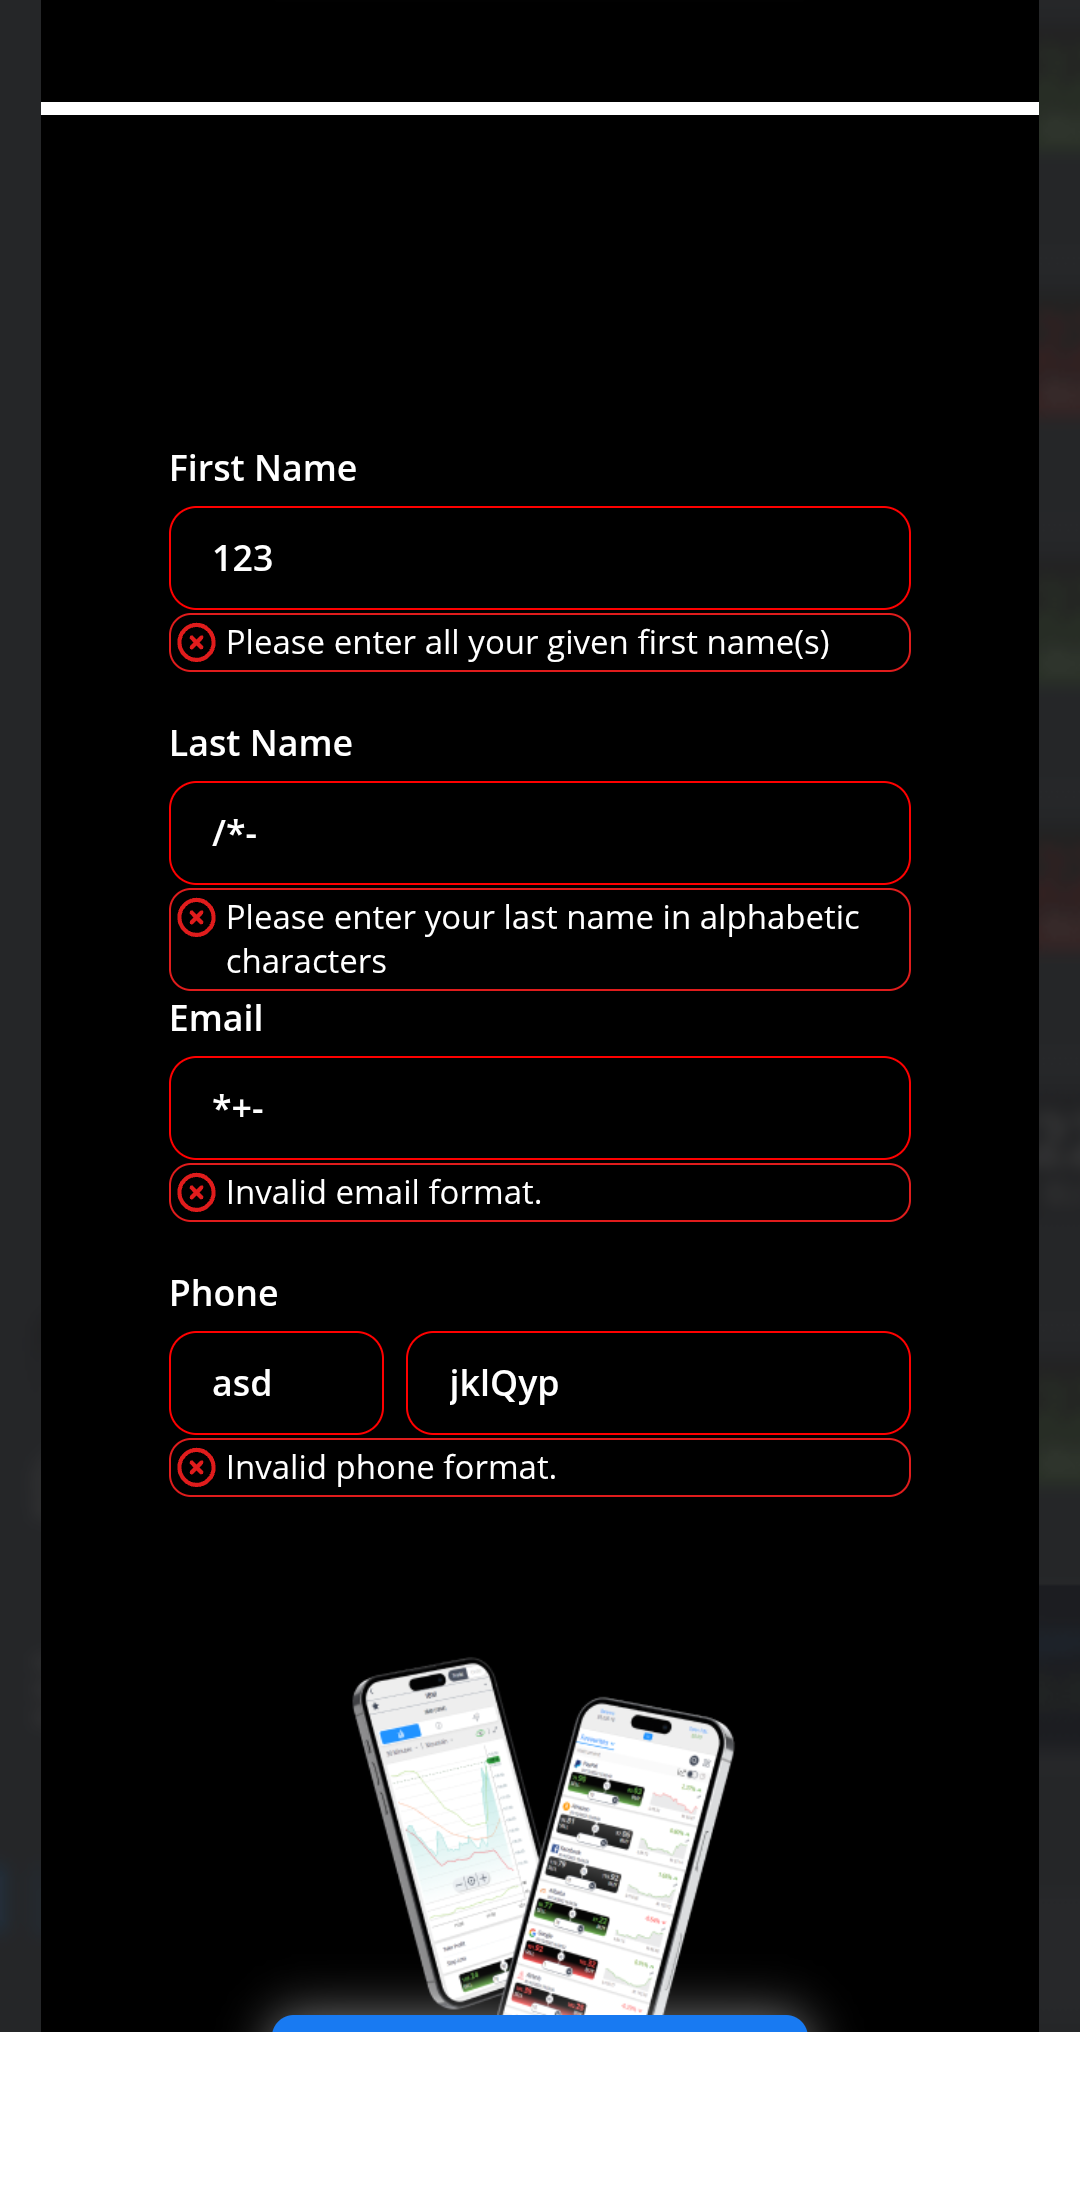 First Name
123
Please enter all your given first name(s)
Last Name
/*-
Please enter your last name in alphabetic
characters
Email
*+-
Invalid email format.
Phone
asd jklQyp
Invalid phone format.